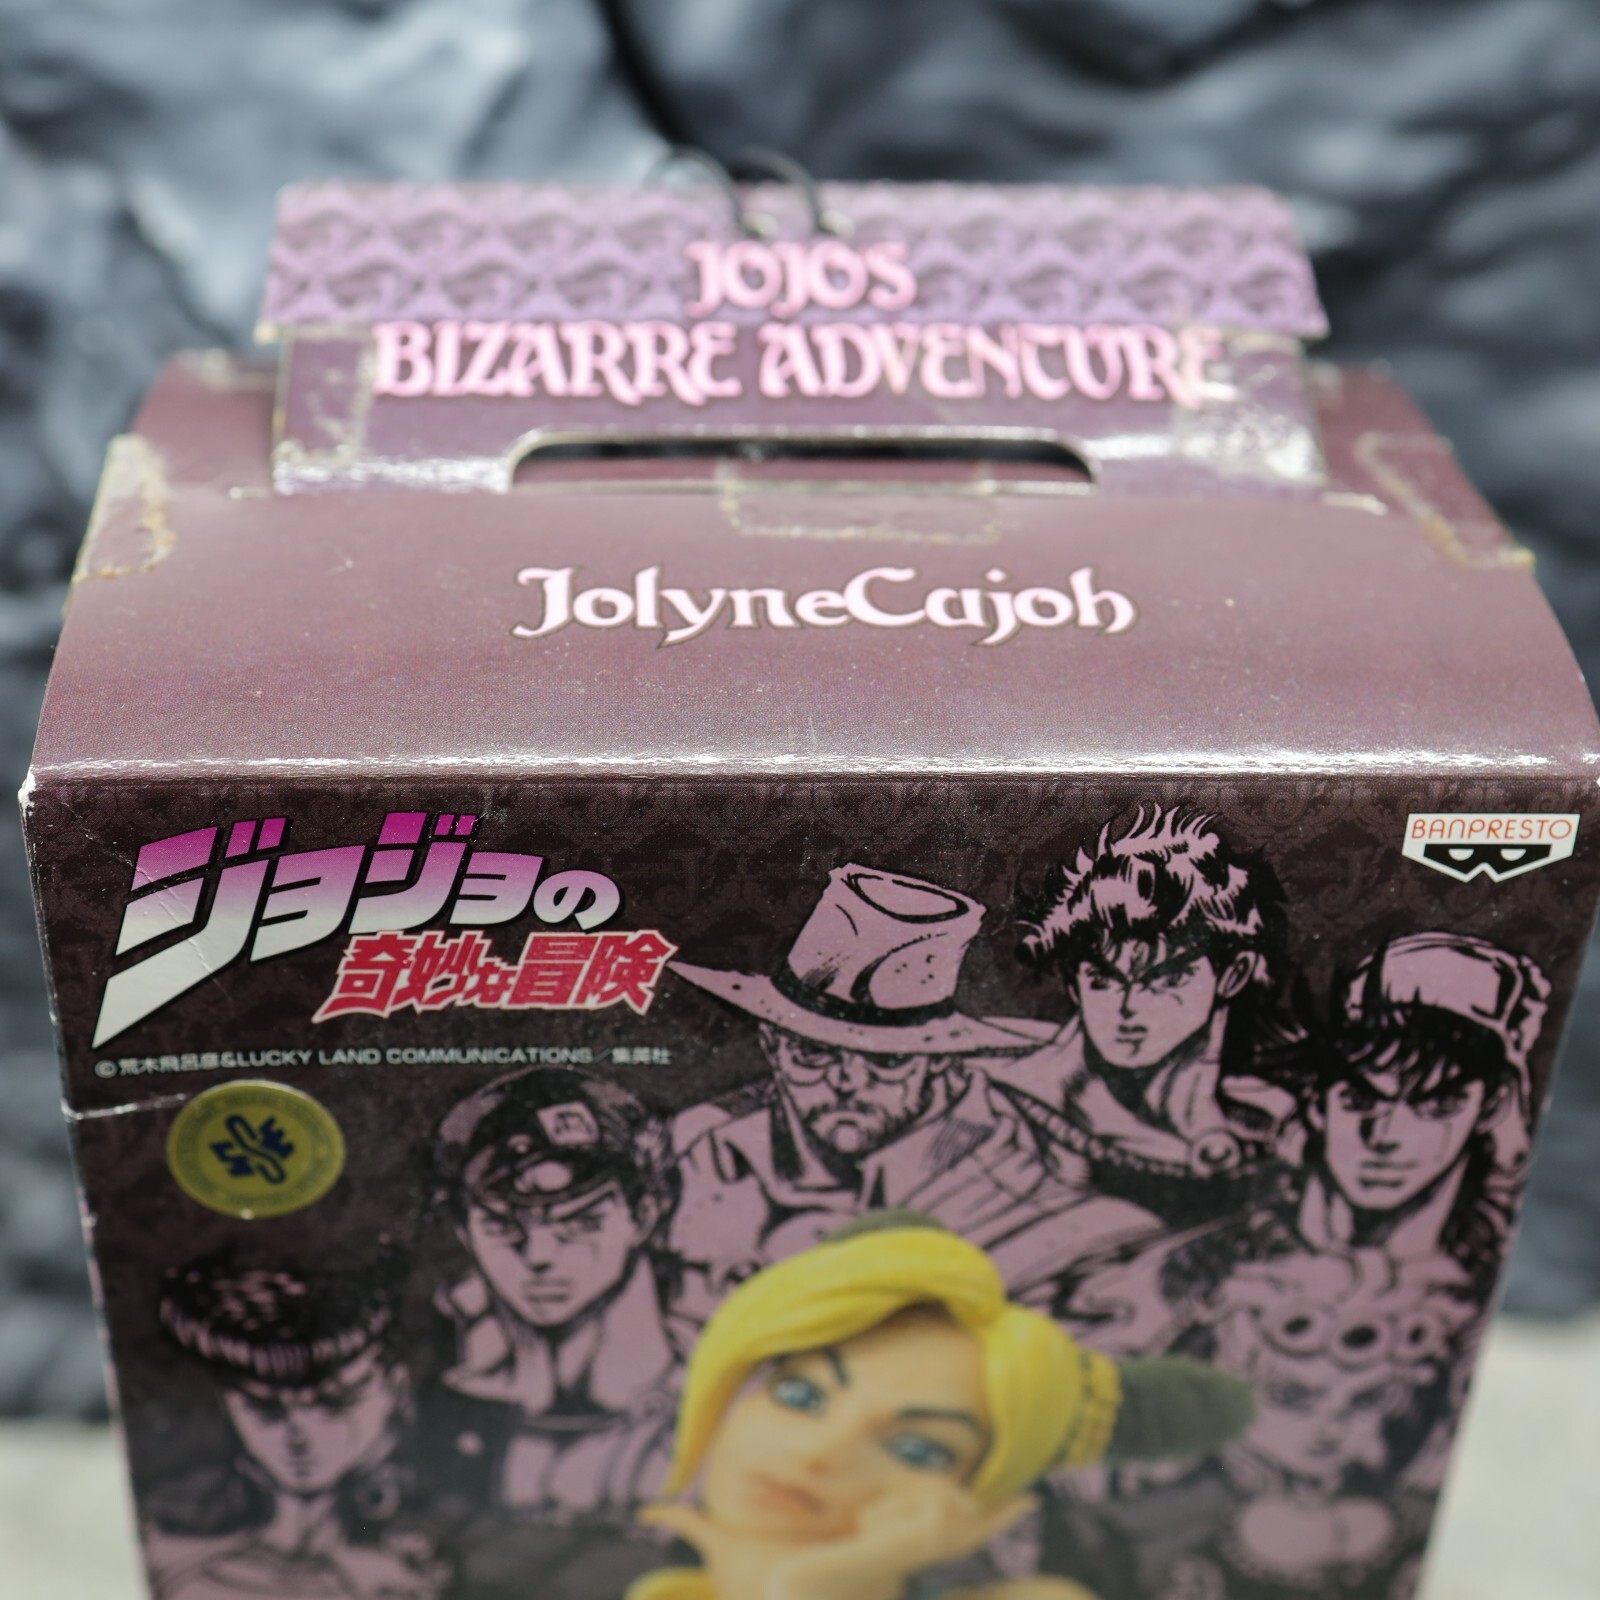 JOJO'S
BIZARRE ADVENTURE
JolyneCujoh
ジョジョの
奇妙な冒険
©荒木飛呂彦&LUCKY LAND COMMUNICATIONS/集英社
BANPRESTO